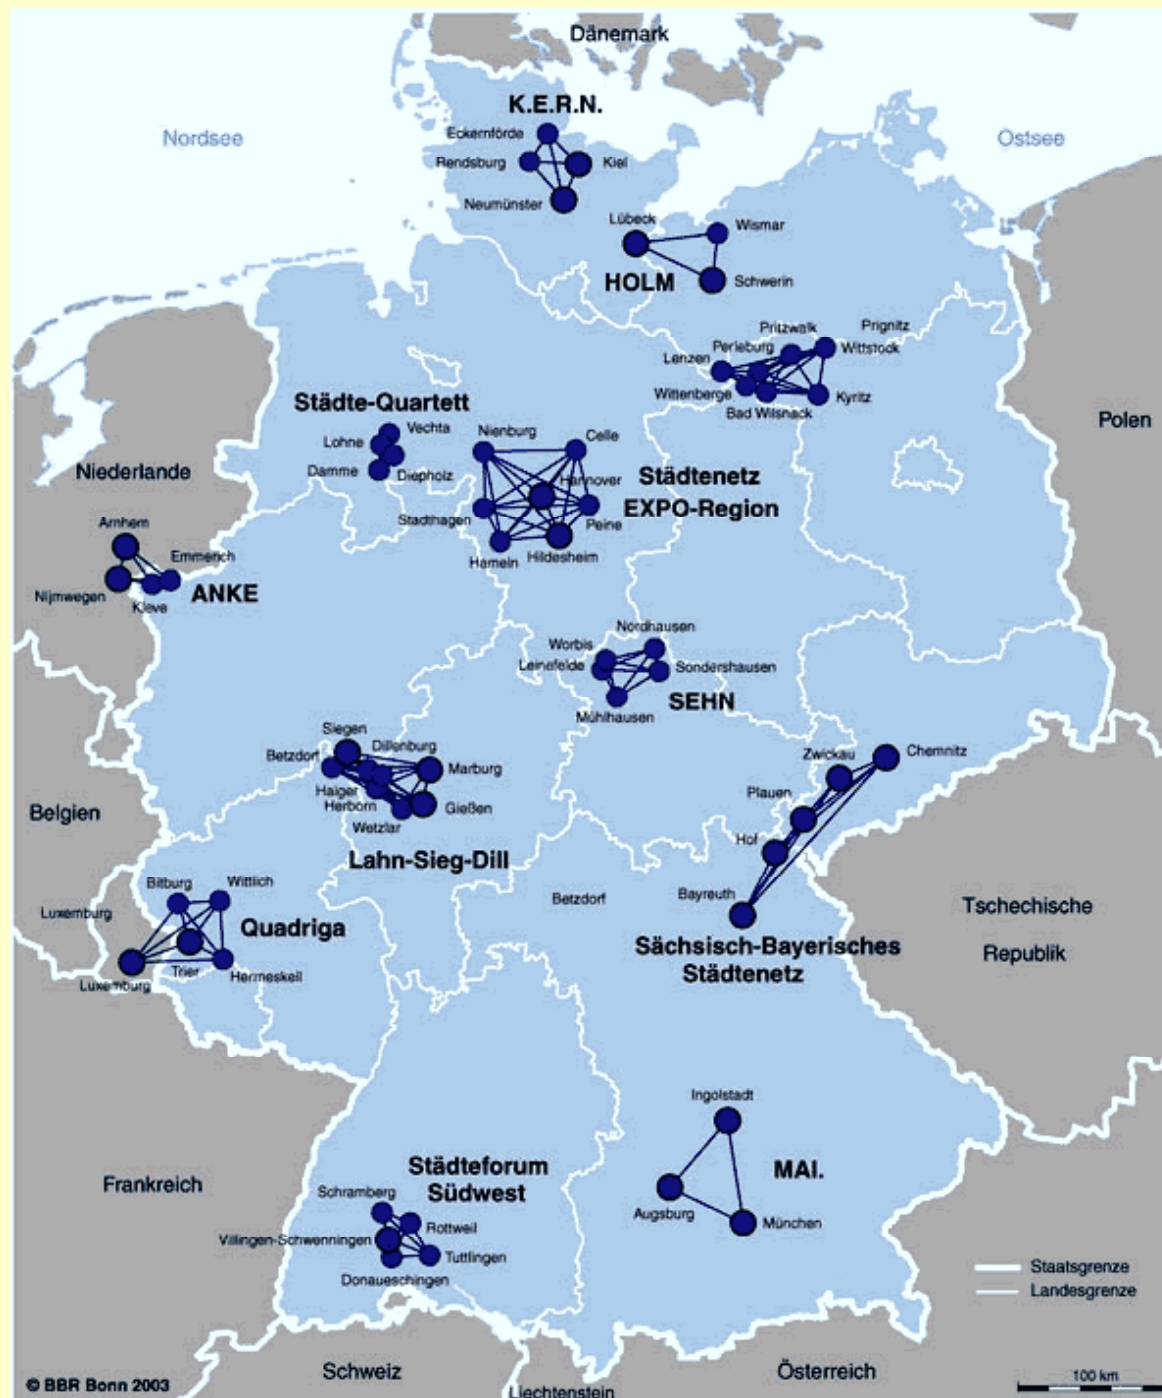 Dänemark
K.E.R.N.
Nordsee
Ostsee
Eckernförde
Rendsburg
Kiel
Neumünster
Lübeck
Wismar
HOLM
Schwerin
Pritzwalk
Prignitz
Perleburg
Wittstock
Lenzen
Wittenberge
Kyritz
Bad Wilsnack
Polen
Städte-Quartett
Vechta
Lohne
Damme
Diepholz
Nienburg
Celle
Hannover
Städtenetz
EXPO-Region
Stadthagen
Peine
Hameln
Hildesheim
Niederlande
Arnhem
Emmerich
Nijmwegen
Kleve
ANKE
Nordhausen
Worbis
Leinefelde
Sondershausen
SEHN
Mühlhausen
Siegen
Dillenburg
Betzdorf
Marburg
Haiger
Herborn
Gießen
Wetzlar
Lahn-Sieg-Dill
Zwickau
Chemnitz
Plauen
Hof
Bayreuth
Sächsisch-Bayerisches
Städtenetz
Belgien
Bitburg
Wittlich
Luxemburg
Quadriga
Trier
Hermeskeil
Luxemburg
Betzdorf
Tschechische
Republik
Ingolstadt
MAI.
Augsburg
München
Frankreich
Städteforum
Südwest
Schramberg
Rottweil
Villingen-Schwenningen
Tuttlingen
Donaueschingen
Staatsgrenze
Landesgrenze
Schweiz
Österreich
Liechtenstein
100 km
© BBR Bonn 2003